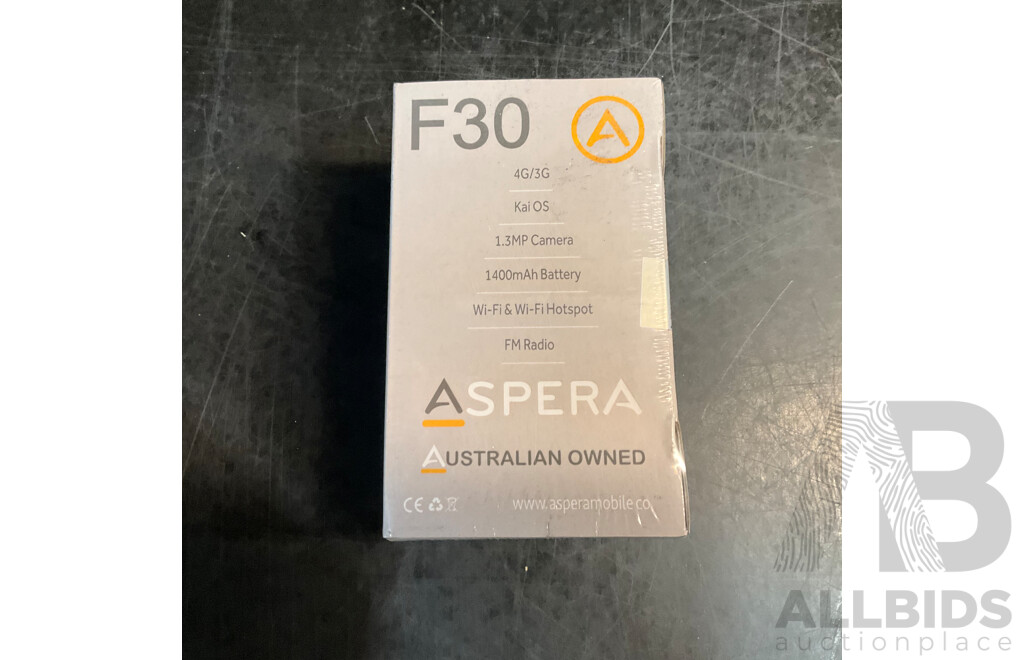 F30
4G/3G
Kai OS
1.3MP Camera
1400mAh Battery
Wi-Fi & Wi-Fi Hotspot
FM Radio
ASPERA
AUSTRALIAN OWNED
CE www.asperamobile.co
AB
ALLBIDS
auctionplace